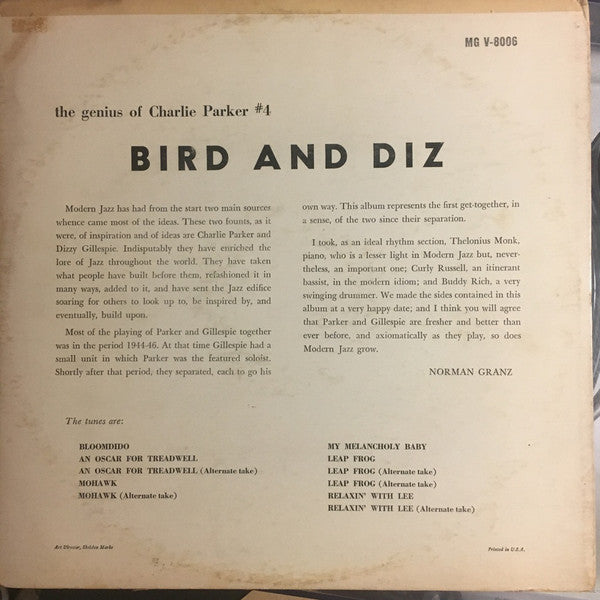 MG V-8006
the genius of Charlie Parker #4
BIRD AND DIZ
Modern Jazz has had from the start two main sources
whence came most of the ideas. These two founts, as it
were, of inspiration and of ideas are Charlie Parker and
Dizzy Gillespie. Indisputably they have enriched the
lore of Jazz throughout the world. They have taken
what people have built before them, refashioned it in
many ways, added to it, and have sent the Jazz edifice
soaring for others to look up to, be inspired by, and
eventually, build upon.
Most of the playing of Parker and Gillespie together
was in the period 1944-46. At that time Gillespie had a
small unit in which Parker was the featured soloist.
Shortly after that period, they separated, each to go his
own way. This album represents the first get-together, in
a sense, of the two since their separation.
I took, as an ideal rhythm section, Thelonius Monk,
piano, who is a lesser light in Modern Jazz but, never-
theless, an important one; Curly Russell, an itinerant
bassist, in the modern idiom; and Buddy Rich, a very
swinging drummer. We made the sides contained in this
album at a very happy date; and I think you will agree
that Parker and Gillespie are fresher and better than
ever before, and axiomatically as they play, so does
Modern Jazz grow.
NORMAN GRANZ
The tunes are:
BLOOMDIDO
AN OSCAR FOR TREADWELL
AN OSCAR FOR TREADWELL (Alternate take)
MOHAWK
MOHAWK (Alternate take)
MY MELANCHOLY BABY
LEAP FROG
LEAP FROG (Alternate take)
LEAP FROG (Alternate take)
RELAXIN' WITH LEE
RELAXIN' WITH LEE (Alternate take)
Art Director, Sheldon Marks
Printed in U.S.A.